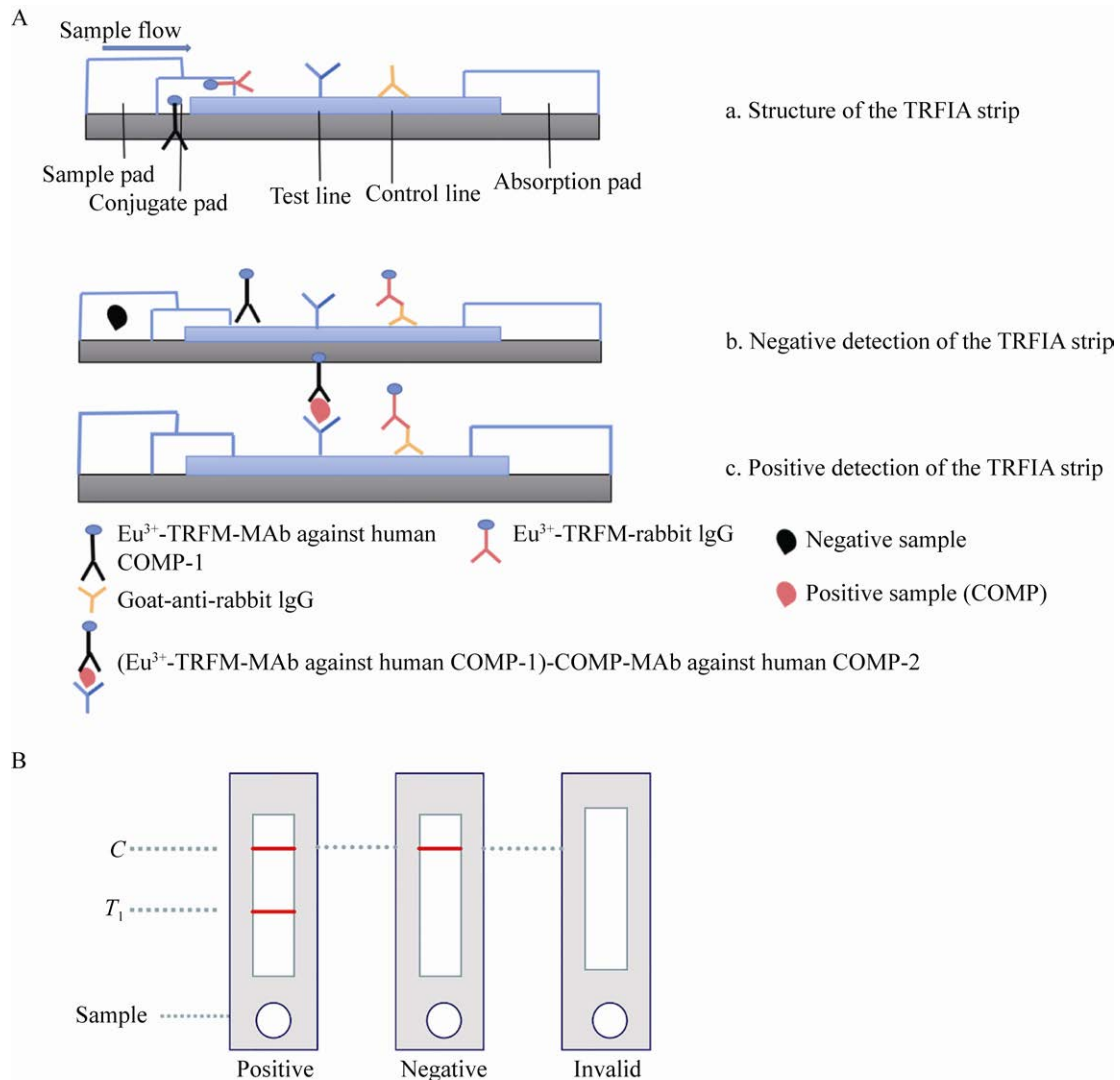 A
Sample flow
a. Structure of the TRFIA strip
Sample pad
Conjugate pad
Test line
Control line
Absorption pad
b. Negative detection of the TRFIA strip
c. Positive detection of the TRFIA strip
Eu³⁺-TRFM-MAb against human
COMP-1
Eu³⁺-TRFM-rabbit lgG
Negative sample
Goat-anti-rabbit lgG
Positive sample (COMP)
(Eu³⁺-TRFM-MAb against human COMP-1)-COMP-MAb against human COMP-2
B
C
T₁
Sample
Positive
Negative
Invalid